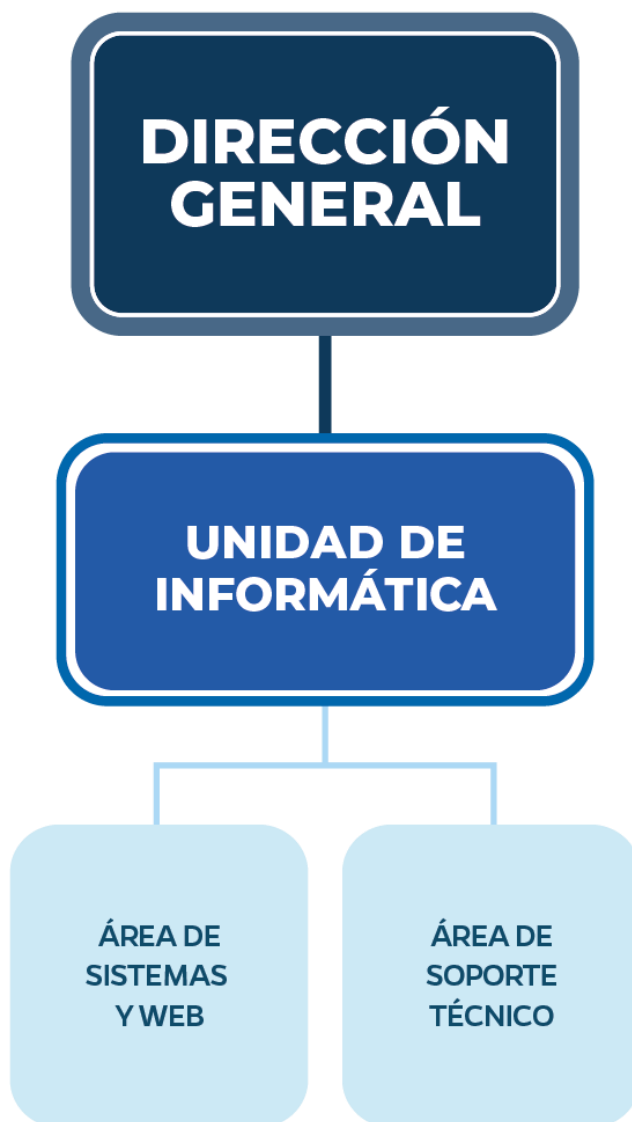 DIRECCIÓN
GENERAL
UNIDAD DE
INFORMÁTICA
ÁREA DE
SISTEMAS
Y WEB
ÁREA DE
SOPORTE
TÉCNICO